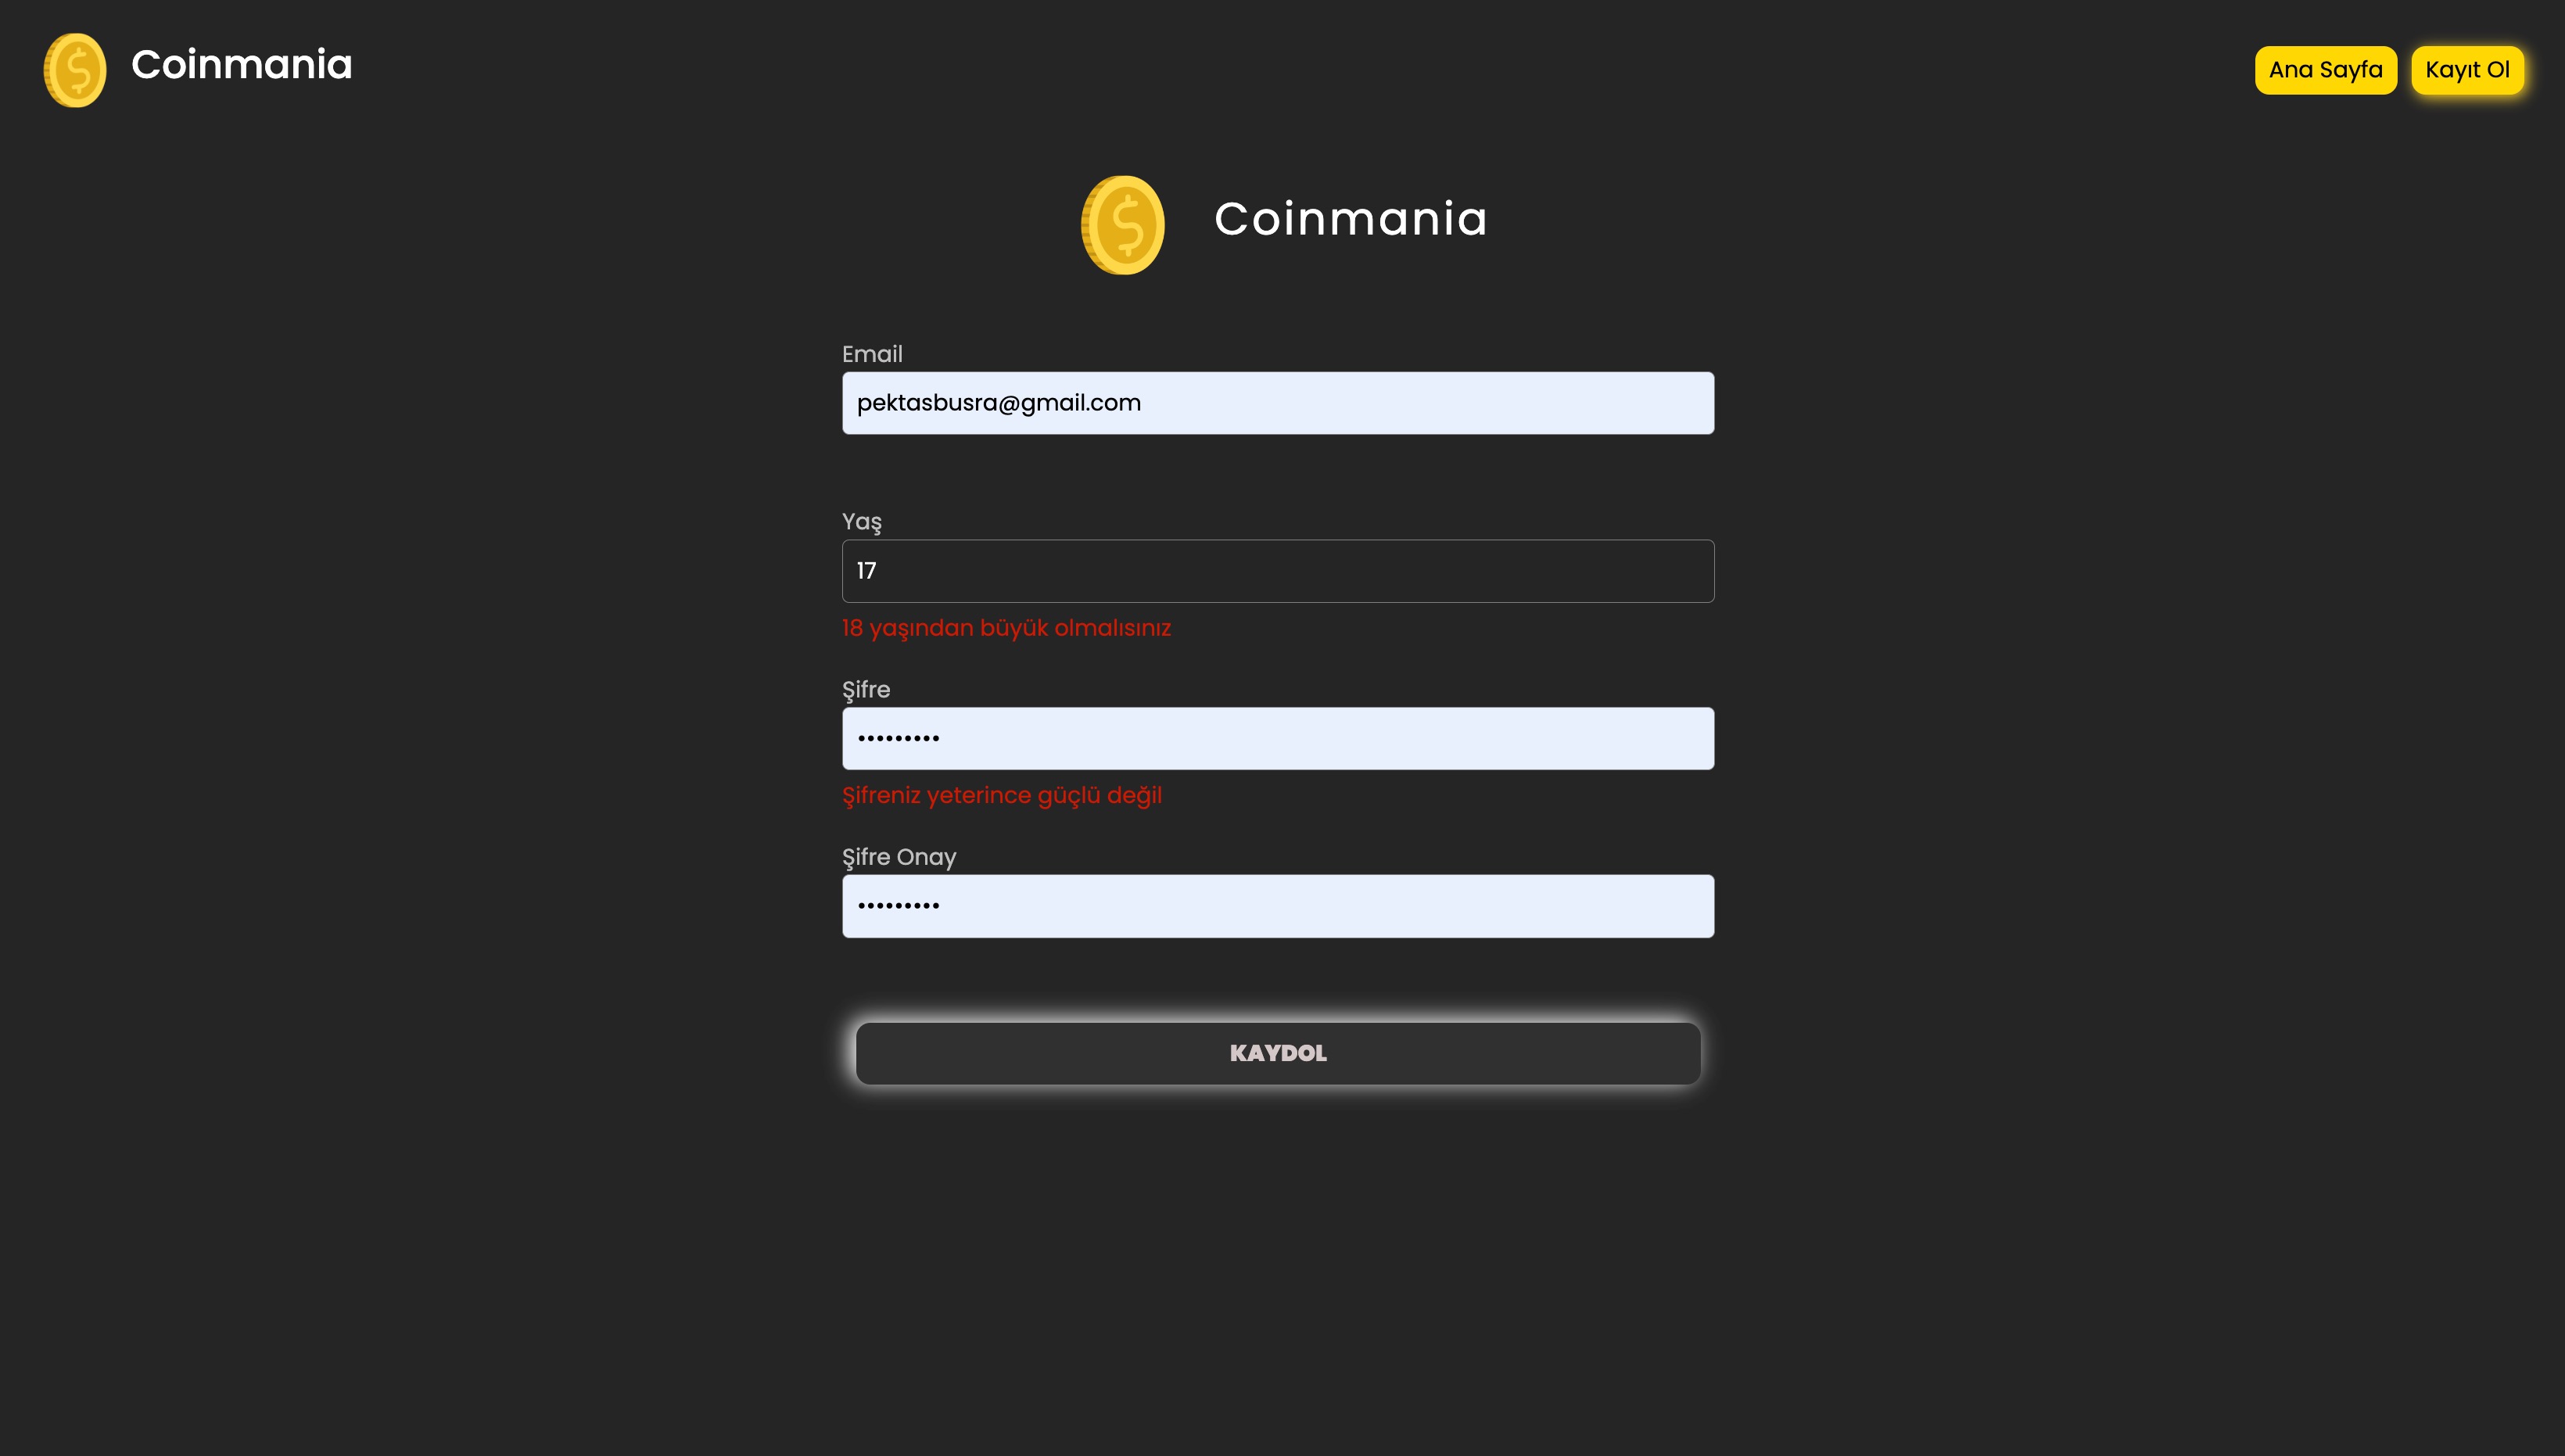 Coinmania
Ana Sayfa
Kayıt Ol
Coinmania
Email
pektasbusra@gmail.com
Yaş
17
18 yaşından büyük olmalısınız
Şifre
•••••••••
Şifreniz yeterince güçlü değil
Şifre Onay
•••••••••
KAYDOL